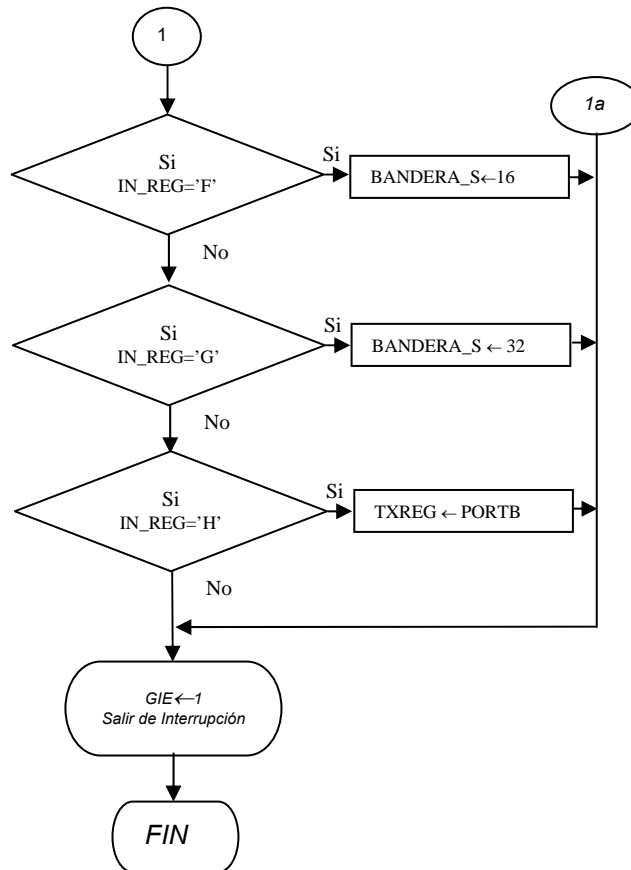 1
1a
Si
IN_REG='F'
Si
BANDERA_S←16
No
Si
IN_REG='G'
Si
BANDERA_S ← 32
No
Si
IN_REG='H'
Si
TXREG ← PORTB
No
GIE←1
Salir de Interrupción
FIN